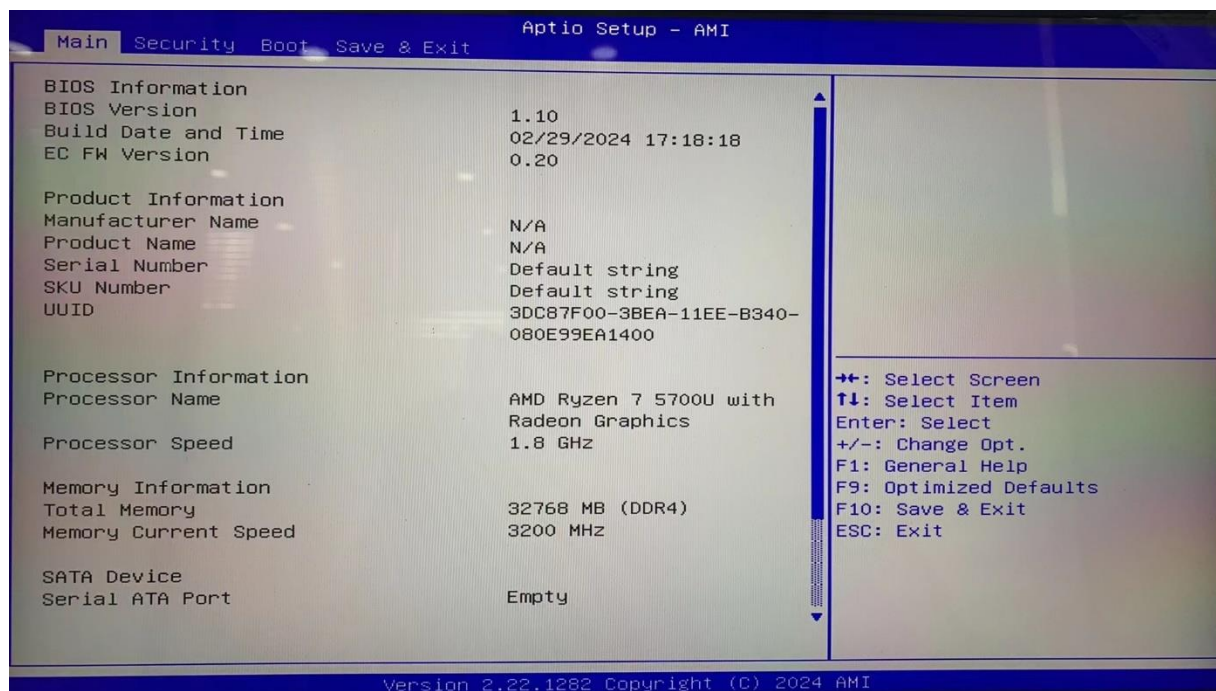 Aptio Setup – AMI
Main Security Boot Save & Exit
BIOS Information
BIOS Version 1.10
Build Date and Time 02/29/2024 17:18:18
EC FW Version 0.20
Product Information
Manufacturer Name N/A
Product Name N/A
Serial Number Default string
SKU Number Default string
UUID 3DC87F00-3BEA-11EE-B340-
080E99EA1400
Processor Information
Processor Name AMD Ryzen 7 5700U with
Radeon Graphics
Processor Speed 1.8 GHz
Memory Information
Total Memory 32768 MB (DDR4)
Memory Current Speed 3200 MHz
SATA Device
Serial ATA Port Empty
→←: Select Screen
↑↓: Select Item
Enter: Select
+/-: Change Opt.
F1: General Help
F9: Optimized Defaults
F10: Save & Exit
ESC: Exit
Version 2.22.1282 Copyright (C) 2024 AMI